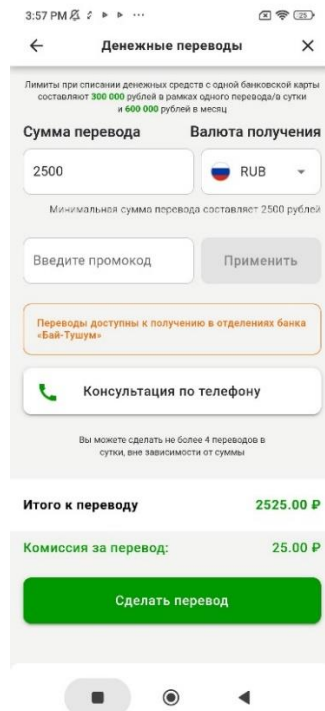 3:57 PM
25
Денежные переводы
Лимиты при списании денежных средств с одной банковской карты
составляют 300 000 рублей в рамках одного перевода/в сутки
и 600 000 рублей в месяц
Сумма перевода Валюта получения
2500 RUB
Минимальная сумма перевода составляет 2500 рублей
Введите промокод Применить
Переводы доступны к получению в отделениях банка
«Бай-Тушум»
Консультация по телефону
Вы можете сделать не более 4 переводов в
сутки, вне зависимости от суммы
Итого к переводу 2525.00 ₽
Комиссия за перевод: 25.00 ₽
Сделать перевод